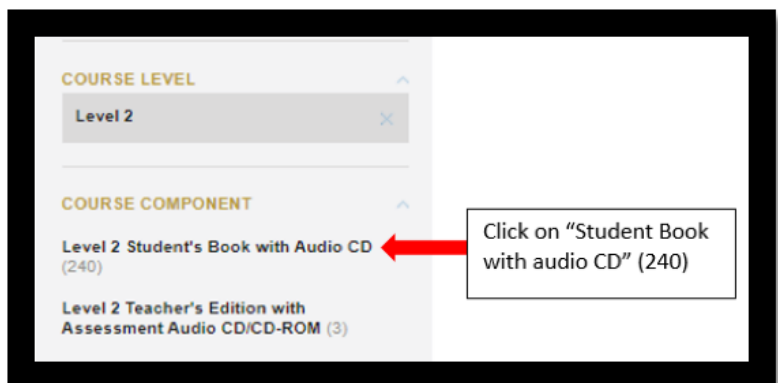 COURSE LEVEL
Level 2
COURSE COMPONENT
Level 2 Student's Book with Audio CD
(240)
Level 2 Teacher's Edition with
Assessment Audio CD/CD-ROM (3)
Click on “Student Book
with audio CD” (240)